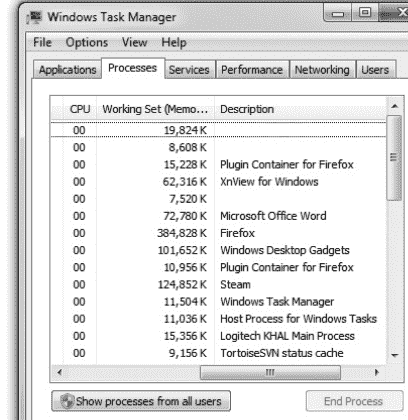 Windows Task Manager
File Options View Help
Applications Processes Services Performance Networking Users
CPU Working Set (Memo... Description
00 19,824 K
00 8,608 K
00 15,228 K Plugin Container for Firefox
00 62,316 K XnView for Windows
00 7,520 K
00 72,780 K Microsoft Office Word
00 384,828 K Firefox
00 101,652 K Windows Desktop Gadgets
00 10,956 K Plugin Container for Firefox
00 124,852 K Steam
00 11,504 K Windows Task Manager
00 11,036 K Host Process for Windows Tasks
00 15,356 K Logitech KHAL Main Process
00 9,156 K TortoiseSVN status cache
Show processes from all users End Process